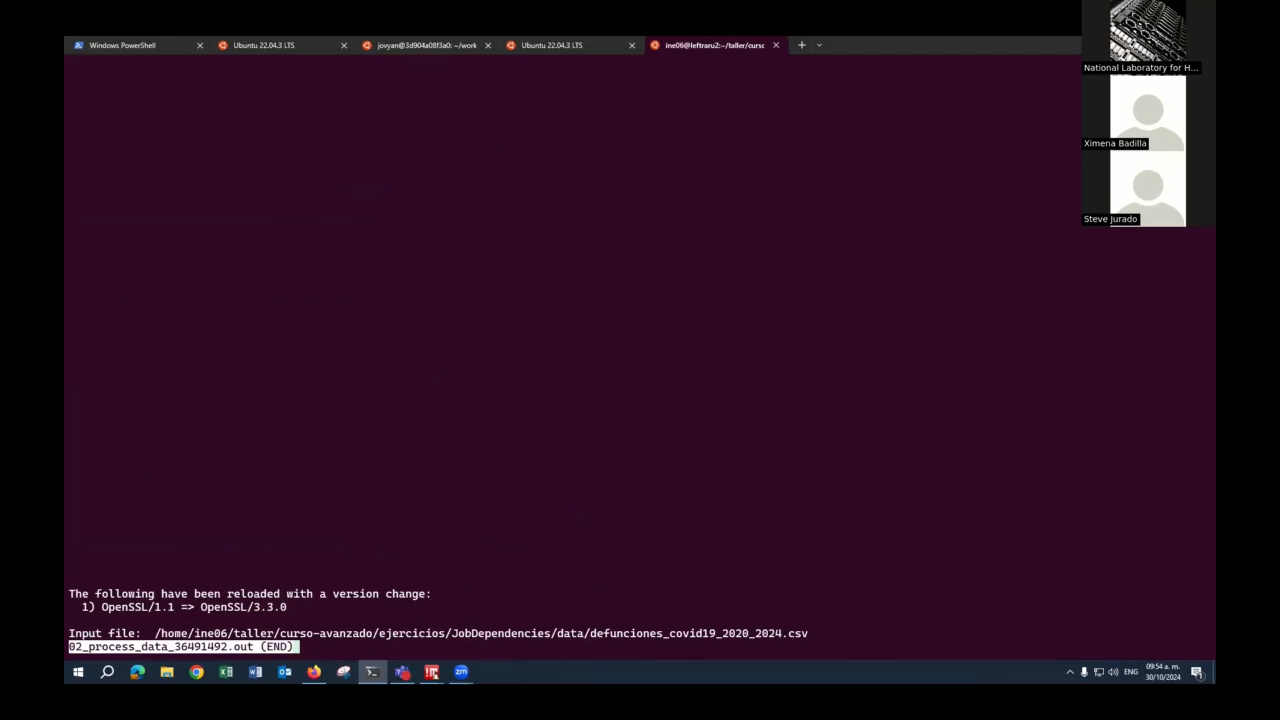 Windows PowerShell
Ubuntu 22.04.3 LTS
jovyan@3d904a08f3a0: ~/work
Ubuntu 22.04.3 LTS
ine06@leftraru2:~/taller/curso
National Laboratory for H...
Ximena Badilla
Steve Jurado
The following have been reloaded with a version change:
1) OpenSSL/1.1 => OpenSSL/3.3.0
Input file: /home/ine06/taller/curso-avanzado/ejercicios/JobDependencies/data/defunciones_covid19_2020_2024.csv
02_process_data_36491492.out (END)
ENG
09:54 a. m.
30/10/2024